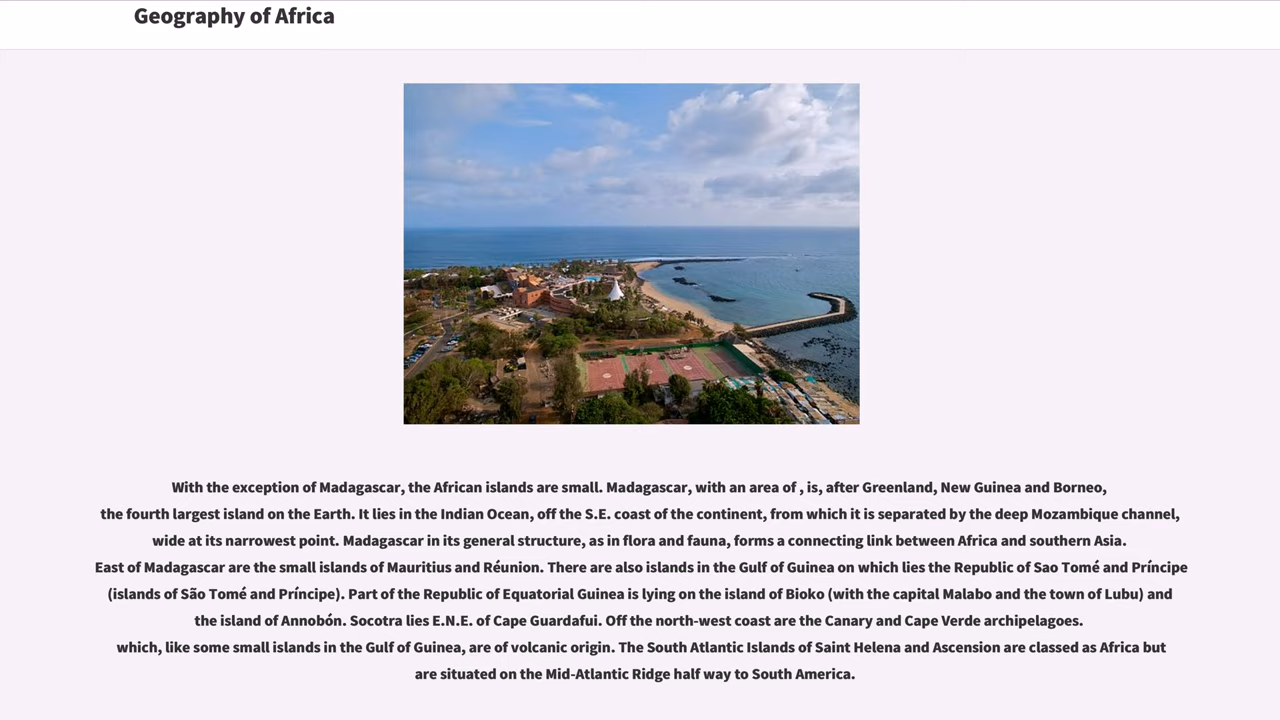 Geography of Africa
With the exception of Madagascar, the African islands are small. Madagascar, with an area of , is, after Greenland, New Guinea and Borneo,
the fourth largest island on the Earth. It lies in the Indian Ocean, off the S.E. coast of the continent, from which it is separated by the deep Mozambique channel,
wide at its narrowest point. Madagascar in its general structure, as in flora and fauna, forms a connecting link between Africa and southern Asia.
East of Madagascar are the small islands of Mauritius and Réunion. There are also islands in the Gulf of Guinea on which lies the Republic of Sao Tomé and Príncipe
(islands of São Tomé and Príncipe). Part of the Republic of Equatorial Guinea is lying on the island of Bioko (with the capital Malabo and the town of Lubu) and
the island of Annobón. Socotra lies E.N.E. of Cape Guardafui. Off the north-west coast are the Canary and Cape Verde archipelagoes.
which, like some small islands in the Gulf of Guinea, are of volcanic origin. The South Atlantic Islands of Saint Helena and Ascension are classed as Africa but
are situated on the Mid-Atlantic Ridge half way to South America.